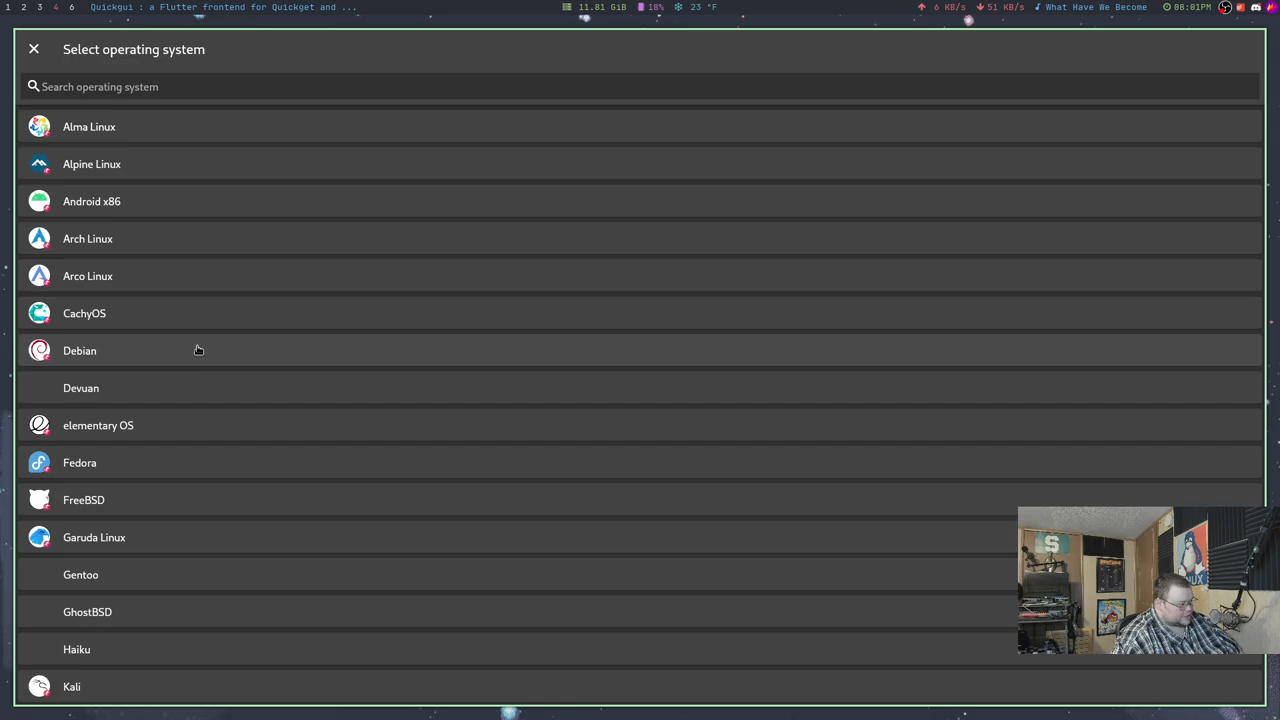 1 2 3 4 6 Quickgui : a Flutter frontend for Quickget and ... 11.81 GiB 18% 23 °F 6 KB/s 51 KB/s What Have We Become 08:01PM
Select operating system
Search operating system
Alma Linux
Alpine Linux
Android x86
Arch Linux
Arco Linux
CachyOS
Debian
Devuan
elementary OS
Fedora
FreeBSD
Garuda Linux
Gentoo
GhostBSD
Haiku
Kali
S